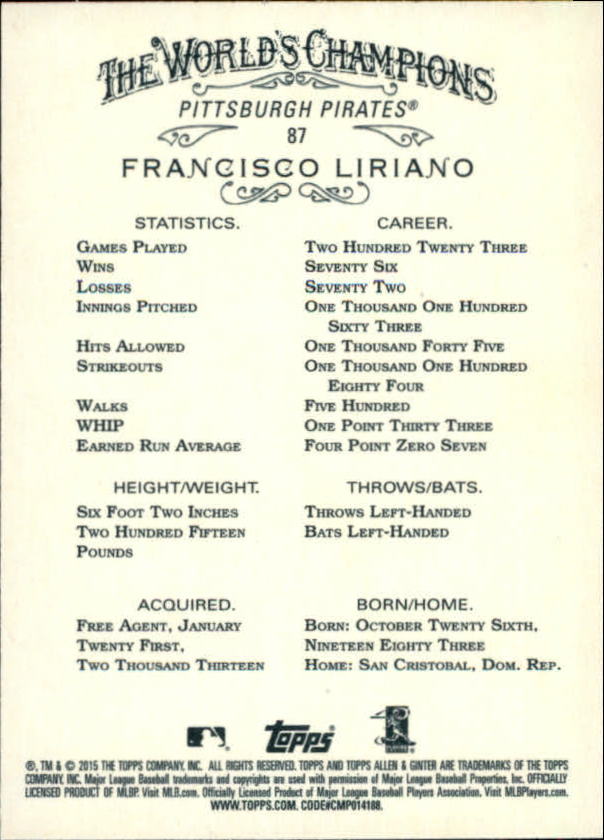 THE WORLD'S CHAMPIONS
PITTSBURGH PIRATES®
87
FRANCISCO LIRIANO
STATISTICS. CAREER.
GAMES PLAYED TWO HUNDRED TWENTY THREE
WINS SEVENTY SIX
LOSSES SEVENTY TWO
INNINGS PITCHED ONE THOUSAND ONE HUNDRED
SIXTY THREE
HITS ALLOWED ONE THOUSAND FORTY FIVE
STRIKEOUTS ONE THOUSAND ONE HUNDRED
EIGHTY FOUR
WALKS FIVE HUNDRED
WHIP ONE POINT THIRTY THREE
EARNED RUN AVERAGE FOUR POINT ZERO SEVEN
HEIGHT/WEIGHT. THROWS/BATS.
SIX FOOT TWO INCHES THROWS LEFT-HANDED
TWO HUNDRED FIFTEEN BATS LEFT-HANDED
POUNDS
ACQUIRED. BORN/HOME.
FREE AGENT, JANUARY BORN: OCTOBER TWENTY SIXTH,
TWENTY FIRST, NINETEEN EIGHTY THREE
TWO THOUSAND THIRTEEN HOME: SAN CRISTOBAL, DOM. REP.
topps
®, TM & © 2015 THE TOPPS COMPANY, INC. ALL RIGHTS RESERVED. TOPPS AND TOPPS ALLEN & GINTER ARE TRADEMARKS OF THE TOPPS
COMPANY, INC. Major League Baseball trademarks and copyrights are used with permission of Major League Baseball Properties, Inc. OFFICIALLY
LICENSED PRODUCT OF MLBP. Visit MLB.com. Officially Licensed Product of Major League Baseball Players Association. Visit MLBPlayers.com.
WWW.TOPPS.COM. CODE#CMP014188.